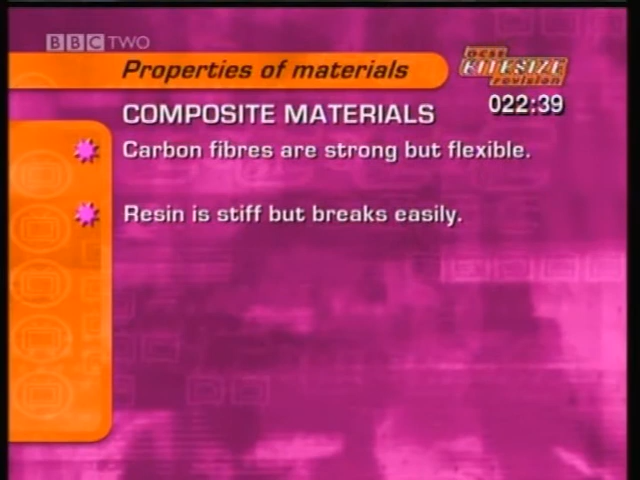 BBC TWO
Properties of materials
GCSE
BITESIZE
revision
022:39
COMPOSITE MATERIALS
Carbon fibres are strong but flexible.
Resin is stiff but breaks easily.